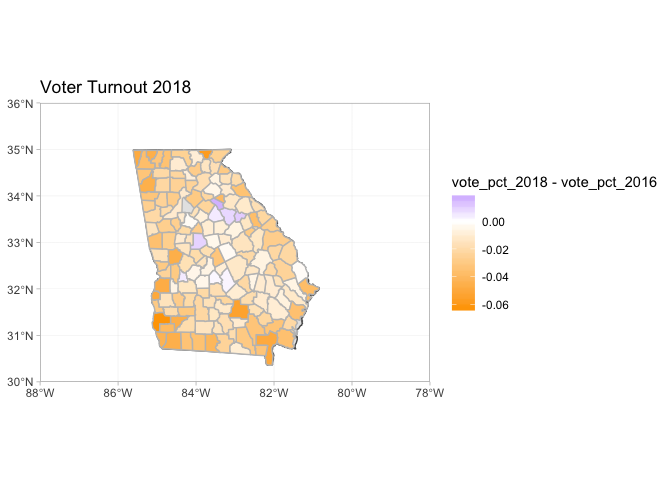 Voter Turnout 2018
36°N
35°N
34°N
33°N
32°N
31°N
30°N
88°W 86°W 84°W 82°W 80°W 78°W
vote_pct_2018 - vote_pct_2016
0.00
-0.02
-0.04
-0.06